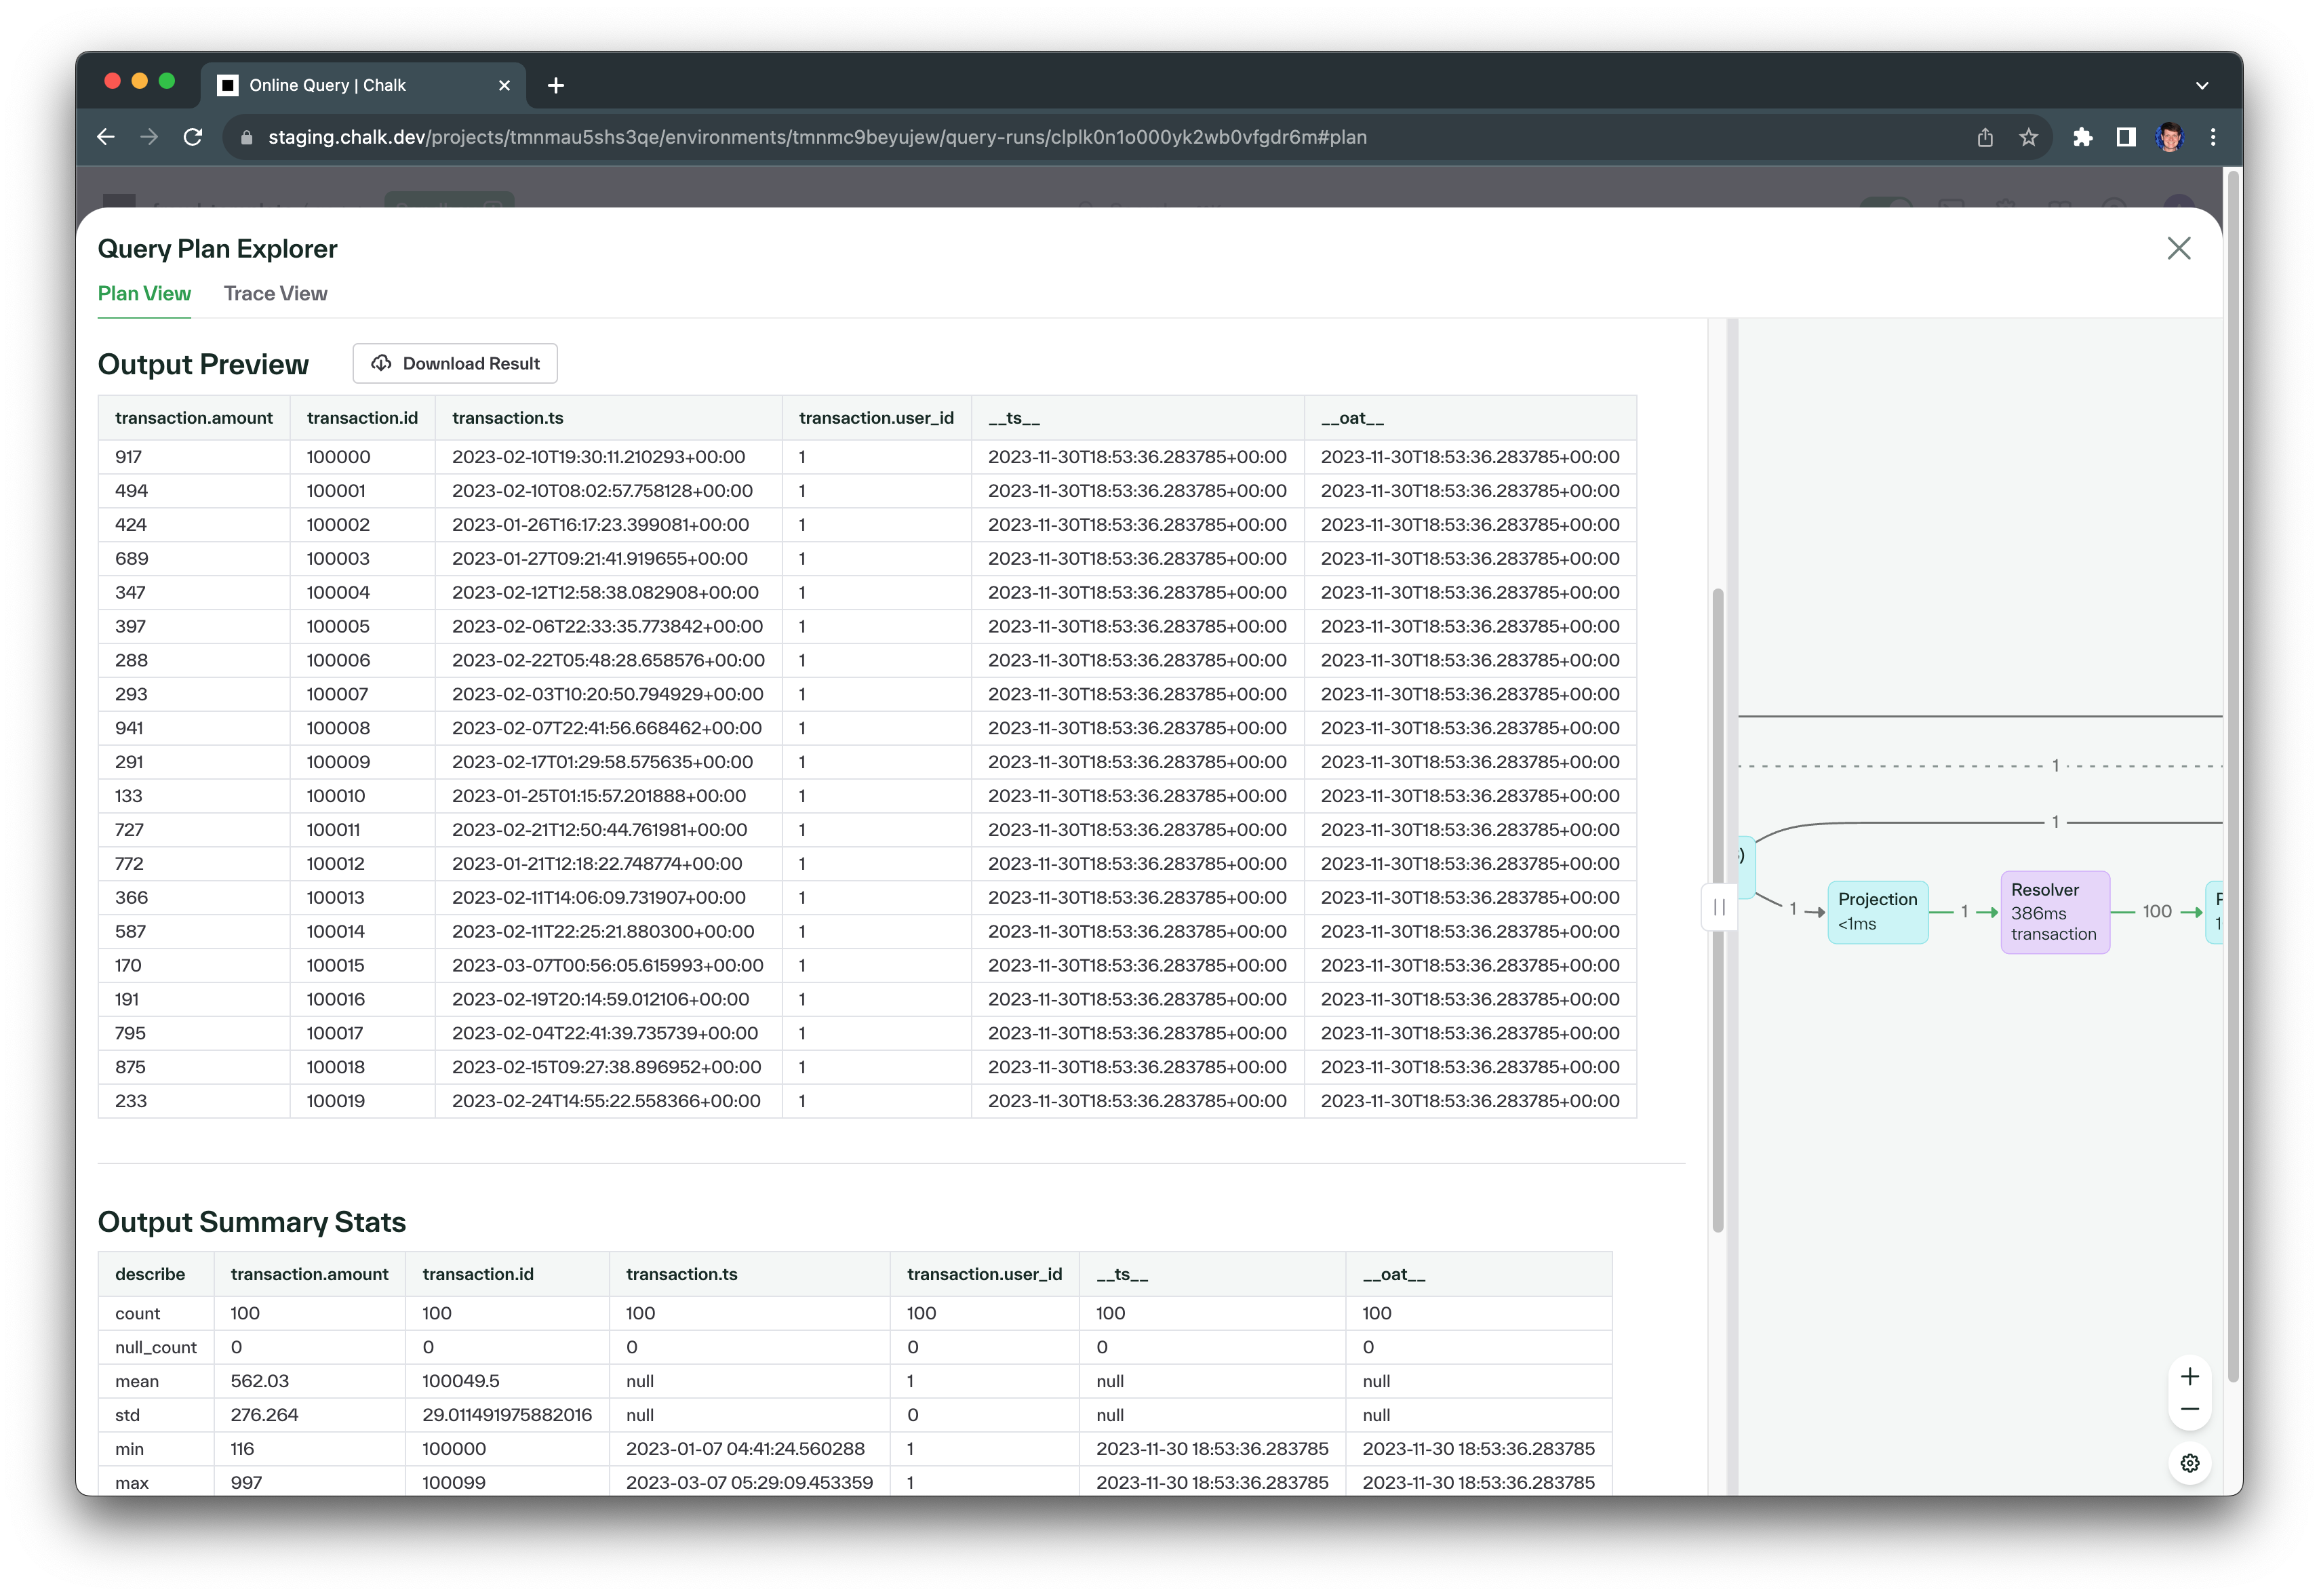 Online Query | Chalk
staging.chalk.dev/projects/tmnmau5shs3qe/environments/tmnmc9beyujew/query-runs/clplk0n1o000yk2wb0vfgdr6m#plan
Query Plan Explorer
Plan View Trace View
Output Preview Download Result
transaction.amount transaction.id transaction.ts transaction.user_id __ts__ __oat__
917 100000 2023-02-10T19:30:11.210293+00:00 1 2023-11-30T18:53:36.283785+00:00 2023-11-30T18:53:36.283785+00:00
494 100001 2023-02-10T08:02:57.758128+00:00 1 2023-11-30T18:53:36.283785+00:00 2023-11-30T18:53:36.283785+00:00
424 100002 2023-01-26T16:17:23.399081+00:00 1 2023-11-30T18:53:36.283785+00:00 2023-11-30T18:53:36.283785+00:00
689 100003 2023-01-27T09:21:41.919655+00:00 1 2023-11-30T18:53:36.283785+00:00 2023-11-30T18:53:36.283785+00:00
347 100004 2023-02-12T12:58:38.082908+00:00 1 2023-11-30T18:53:36.283785+00:00 2023-11-30T18:53:36.283785+00:00
397 100005 2023-02-06T22:33:35.773842+00:00 1 2023-11-30T18:53:36.283785+00:00 2023-11-30T18:53:36.283785+00:00
288 100006 2023-02-22T05:48:28.658576+00:00 1 2023-11-30T18:53:36.283785+00:00 2023-11-30T18:53:36.283785+00:00
293 100007 2023-02-03T10:20:50.794929+00:00 1 2023-11-30T18:53:36.283785+00:00 2023-11-30T18:53:36.283785+00:00
941 100008 2023-02-07T22:41:56.668462+00:00 1 2023-11-30T18:53:36.283785+00:00 2023-11-30T18:53:36.283785+00:00
291 100009 2023-02-17T01:29:58.575635+00:00 1 2023-11-30T18:53:36.283785+00:00 2023-11-30T18:53:36.283785+00:00
133 100010 2023-01-25T01:15:57.201888+00:00 1 2023-11-30T18:53:36.283785+00:00 2023-11-30T18:53:36.283785+00:00
727 100011 2023-02-21T12:50:44.761981+00:00 1 2023-11-30T18:53:36.283785+00:00 2023-11-30T18:53:36.283785+00:00
772 100012 2023-01-21T12:18:22.748774+00:00 1 2023-11-30T18:53:36.283785+00:00 2023-11-30T18:53:36.283785+00:00
366 100013 2023-02-11T14:06:09.731907+00:00 1 2023-11-30T18:53:36.283785+00:00 2023-11-30T18:53:36.283785+00:00
587 100014 2023-02-11T22:25:21.880300+00:00 1 2023-11-30T18:53:36.283785+00:00 2023-11-30T18:53:36.283785+00:00
170 100015 2023-03-07T00:56:05.615993+00:00 1 2023-11-30T18:53:36.283785+00:00 2023-11-30T18:53:36.283785+00:00
191 100016 2023-02-19T20:14:59.012106+00:00 1 2023-11-30T18:53:36.283785+00:00 2023-11-30T18:53:36.283785+00:00
795 100017 2023-02-04T22:41:39.735739+00:00 1 2023-11-30T18:53:36.283785+00:00 2023-11-30T18:53:36.283785+00:00
875 100018 2023-02-15T09:27:38.896952+00:00 1 2023-11-30T18:53:36.283785+00:00 2023-11-30T18:53:36.283785+00:00
233 100019 2023-02-24T14:55:22.558366+00:00 1 2023-11-30T18:53:36.283785+00:00 2023-11-30T18:53:36.283785+00:00
Output Summary Stats
describe transaction.amount transaction.id transaction.ts transaction.user_id __ts__ __oat__
count 100 100 100 100 100 100
null_count 0 0 0 0 0 0
mean 562.03 100049.5 null 1 null null
std 276.264 29.011491975882016 null 0 null null
min 116 100000 2023-01-07 04:41:24.560288 1 2023-11-30 18:53:36.283785 2023-11-30 18:53:36.283785
max 997 100099 2023-03-07 05:29:09.453359 1 2023-11-30 18:53:36.283785 2023-11-30 18:53:36.283785
1
1
1
Projection
<1ms
1
Resolver
386ms
transaction
100